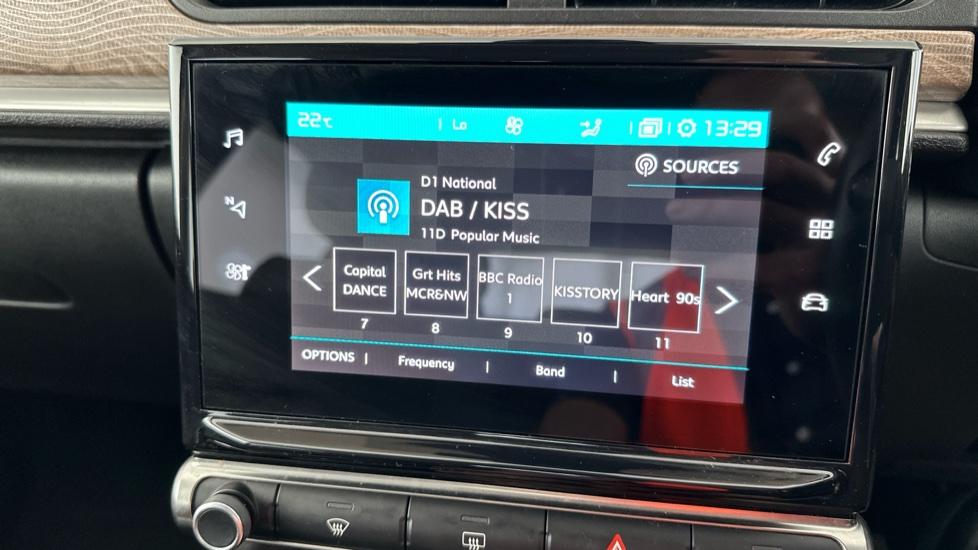 22℃ Lo 13:29
SOURCES
D1 National
DAB / KISS
11D Popular Music
Capital
DANCE
7
Grt Hits
MCR&NW
8
BBC Radio
1
9
KISSTORY
10
Heart 90s
11
OPTIONS Frequency Band List
N